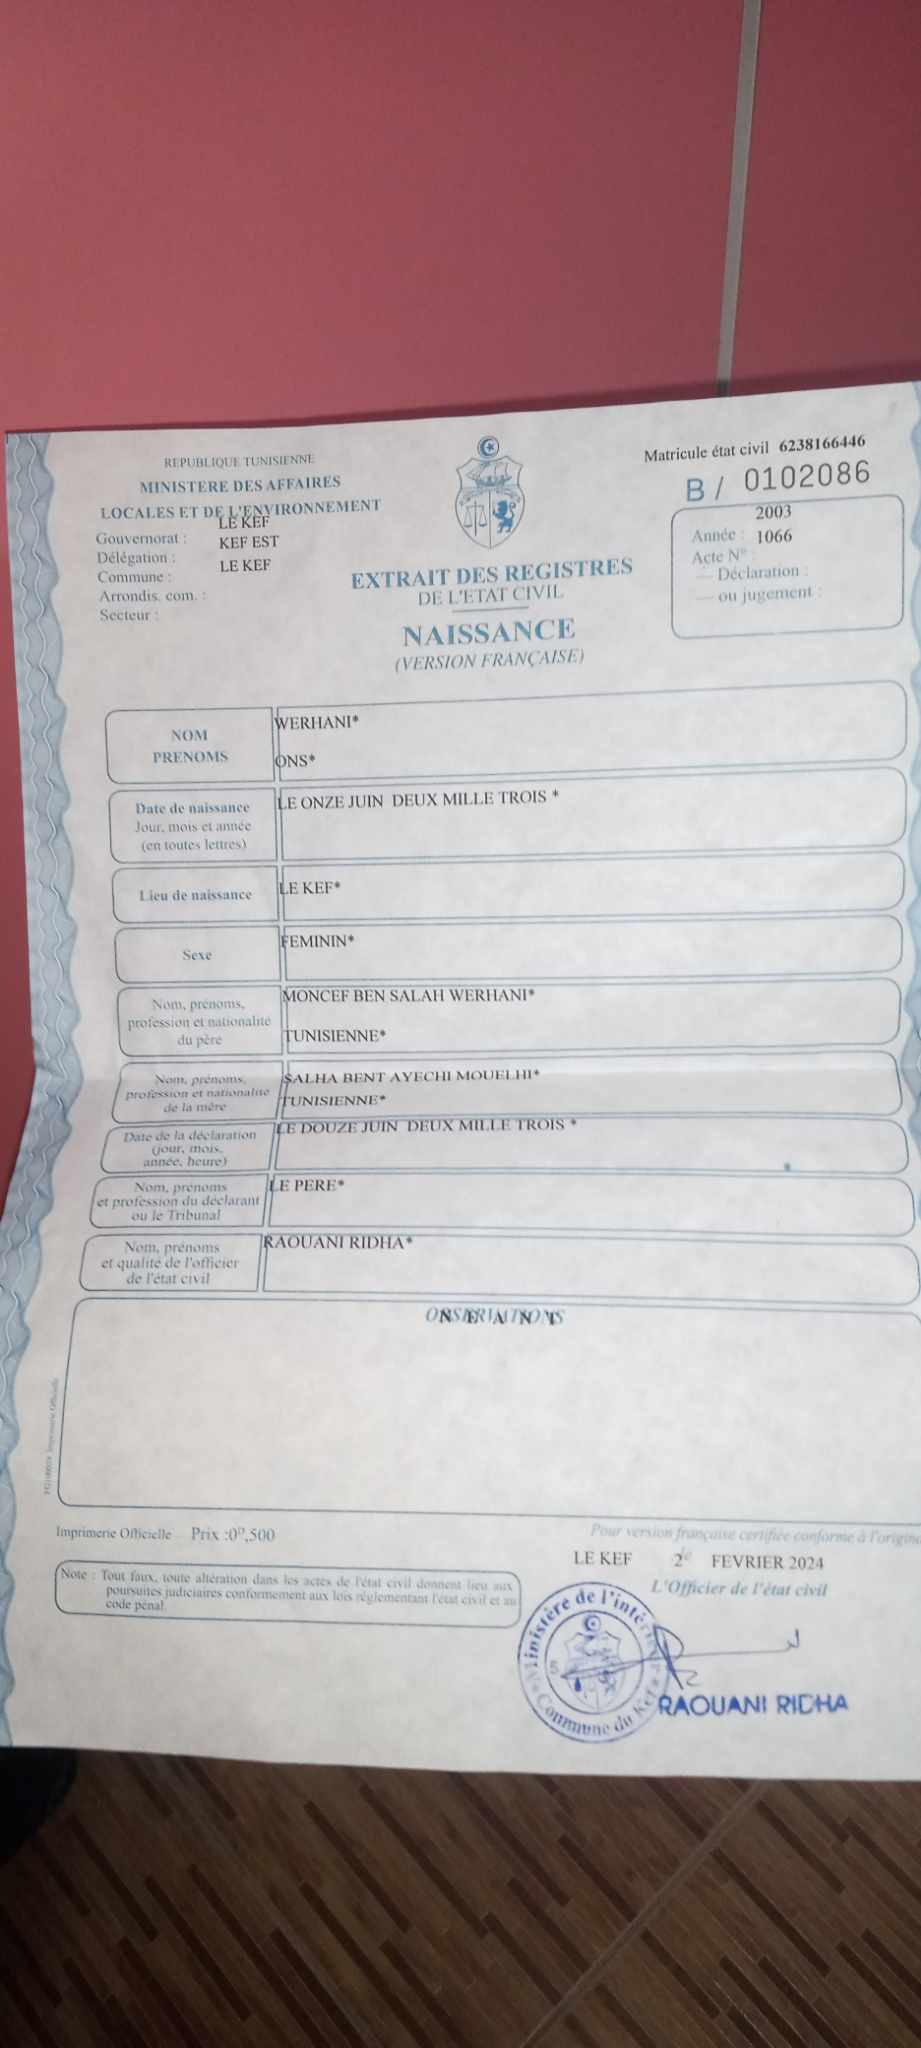 REPUBLIQUE TUNISIENNE
MINISTERE DES AFFAIRES
LOCALES ET DE L'ENVIRONNEMENT
Gouvernorat : LE KEF
Délégation : KEF EST
Commune : LE KEF
Arrondis. com. :
Secteur :
EXTRAIT DES REGISTRES
DE L'ETAT CIVIL
NAISSANCE
(VERSION FRANÇAISE)
Matricule état civil 6238166446
B / 0102086
Année : 2003
Acte N° : 1066
— Déclaration :
— ou jugement :
NOM WERHANI*
PRENOMS ONS*
Date de naissance LE ONZE JUIN DEUX MILLE TROIS *
Jour, mois et année
(en toutes lettres)
Lieu de naissance LE KEF*
Sexe FEMININ*
Nom, prénoms, MONCEF BEN SALAH WERHANI*
profession et nationalité
du père TUNISIENNE*
Nom, prénoms, SALHA BENT AYECHI MOUELHI*
profession et nationalité TUNISIENNE*
de la mère
Date de la déclaration LE DOUZE JUIN DEUX MILLE TROIS *
(jour, mois,
année, heure)
Nom, prénoms LE PERE*
et profession du déclarant
ou le Tribunal
Nom, prénoms RAOUANI RIDHA*
et qualité de l'officier
de l'état civil
OBSERVATIONS
N E A N T
Imprimerie Officielle Prix :0ᴰ,500
Pour version française certifiée conforme à l'origina
LE KEF 2 FEVRIER 2024
L'Officier de l'état civil
Note : Tout faux, toute altération dans les actes de l'état civil donnent lieu aux
poursuites judiciaires conformement aux lois réglementant l'état civil et au
code pénal.
Ministère de l'intérieur
Commune du Kef
5
RAOUANI RIDHA